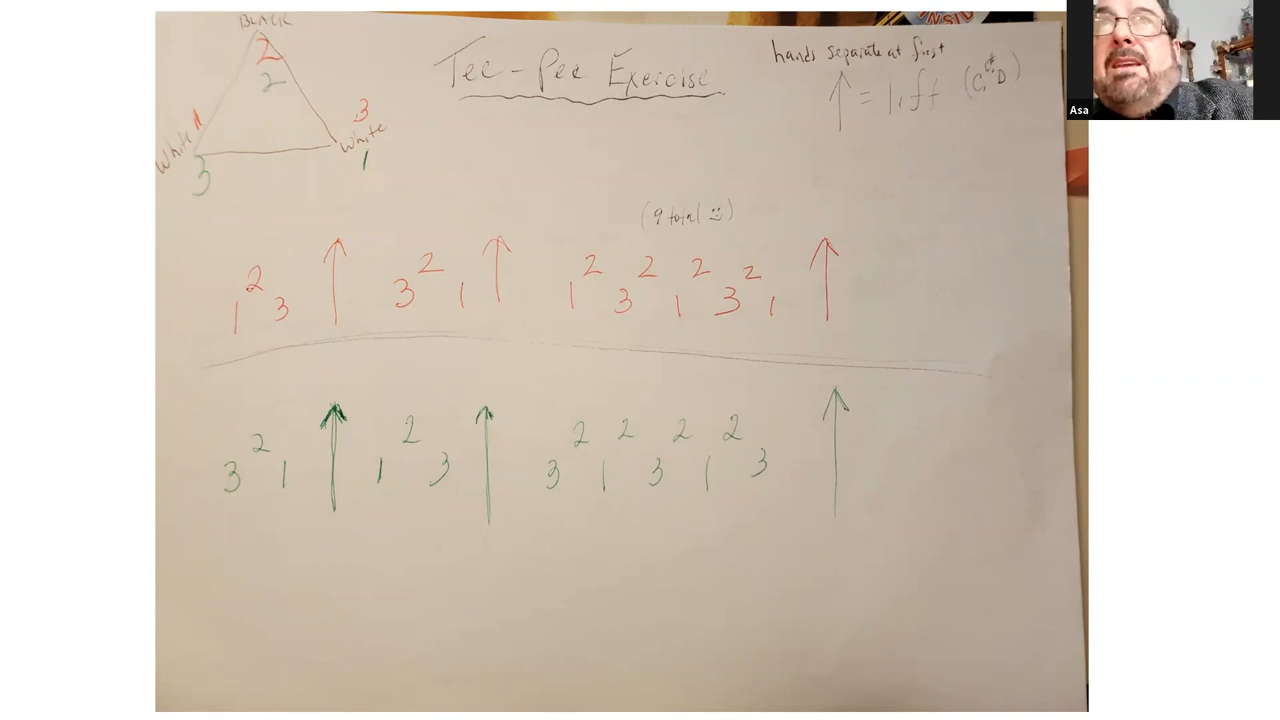 INSID
BLACK
2
2
White 1
3
3
White
1
Tee-Pee Exercise
hands separate at first
↑ = lift (C, C#, D)
Asa
(9 total ☺)
1 2 3 ↑ 3 2 1 ↑ 1 2 3 2 1 2 3 2 1 ↑
3 2 1 ↑ 1 2 3 ↑ 3 2 1 2 3 2 1 2 3 ↑